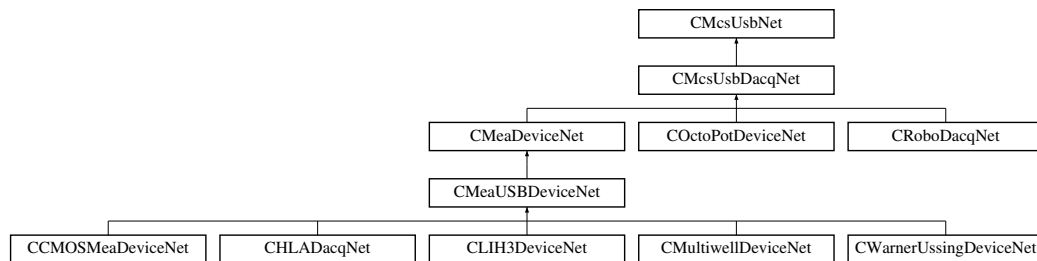 CMcsUsbNet
CMcsUsbDacqNet
CMeaDeviceNet COctoPotDeviceNet CRoboDacqNet
CMeaUSBDeviceNet
CCMOSMeaDeviceNet CHLADacqNet CLIH3DeviceNet CMultiwellDeviceNet CWarnerUssingDeviceNet